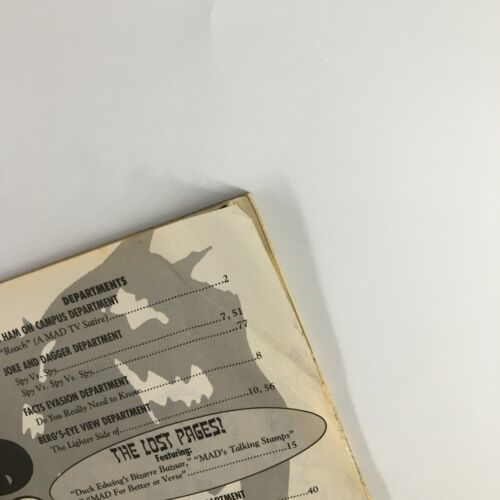 DEPARTMENTS
HAM ON CAMPUS DEPARTMENT
"Roach" (A MAD TV Satire)..............................2
JOKE AND DAGGER DEPARTMENT
Spy Vs. Spy..............................7, 51
Spy Vs. Spy Vs. Spy..............................77
FACTS EVASION DEPARTMENT
Do You Really Need to Know..............................8
BERG'S-EYE VIEW DEPARTMENT
The Lighter Side of..............................10, 56
THE LOST PAGES!
Featuring:
"Duck Edwing's Bizarre Bazaar," "MAD's Talking Stamps"
"MAD For Better or Verse"..............................15
DEPARTMENT
40